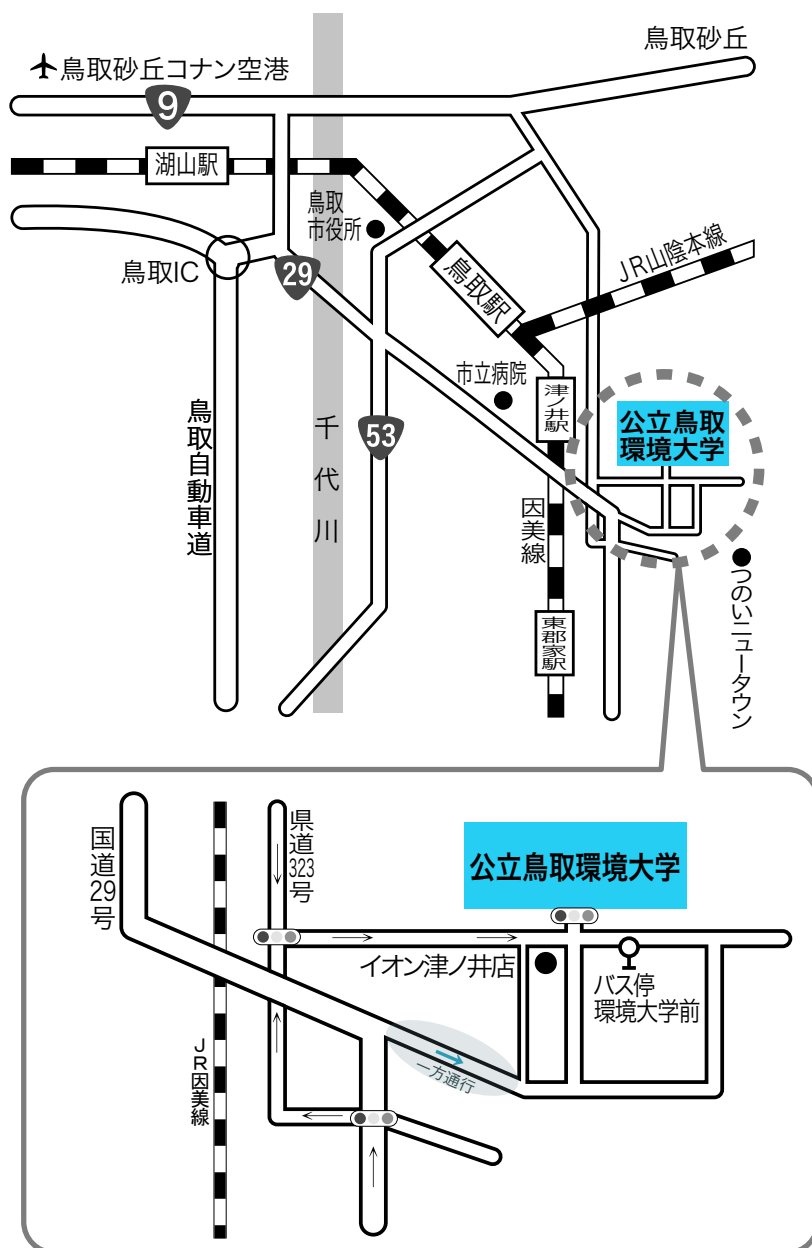 鳥取砂丘
鳥取砂丘コナン空港
9
湖山駅
鳥取
市役所
鳥取IC
29
鳥取駅
JR山陰本線
市立病院
津ノ井駅
公立鳥取
環境大学
53
千代川
鳥取自動車道
因美線
東郡家駅
つのいニュータウン
国道29号
県道323号
公立鳥取環境大学
イオン津ノ井店
バス停
環境大学前
一方通行
JR因美線